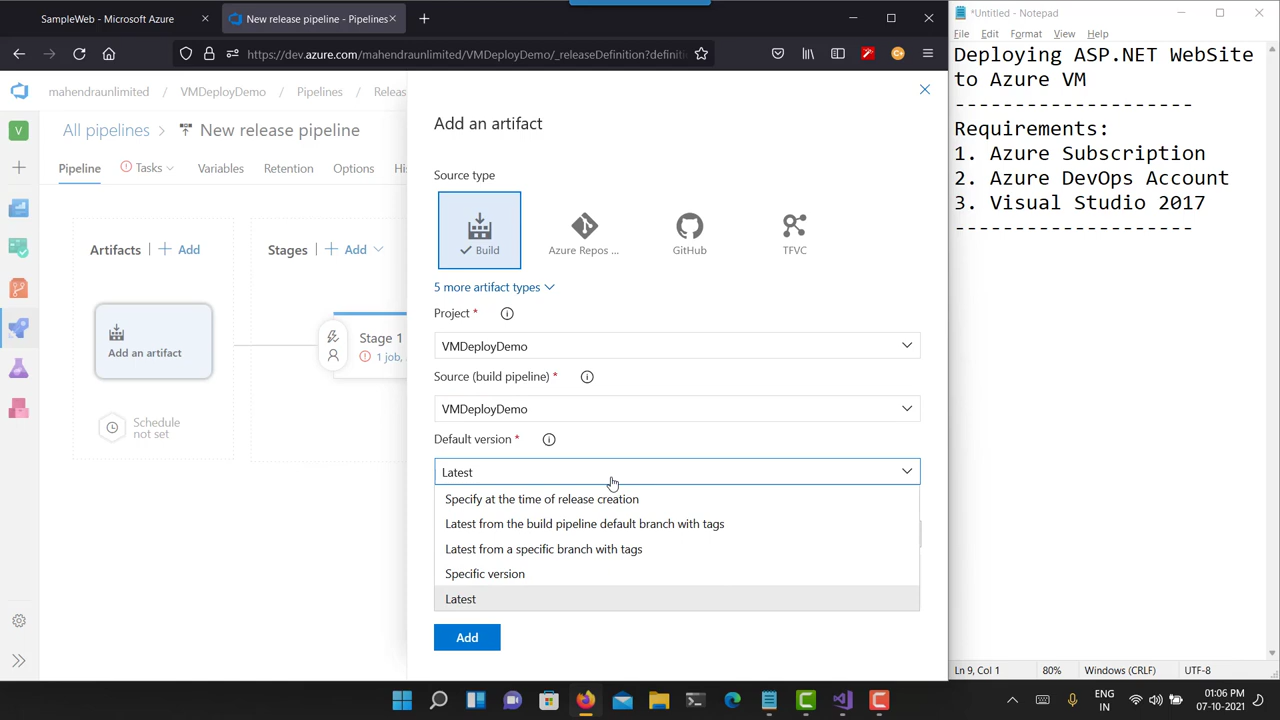 SampleWeb - Microsoft Azure
New release pipeline - Pipelines
*Untitled - Notepad
File Edit Format View Help
https://dev.azure.com/mahendraunlimited/VMDeployDemo/_releaseDefinition?definiti
mahendraunlimited / VMDeployDemo / Pipelines / Releas
V
All pipelines > New release pipeline
Pipeline Tasks Variables Retention Options Hi
Artifacts | + Add
Stages | + Add
Add an artifact
Schedule not set
Stage 1
1 job,
Add an artifact
Source type
Build
Azure Repos ...
GitHub
TFVC
5 more artifact types
Project *
VMDeployDemo
Source (build pipeline) *
VMDeployDemo
Default version *
Latest
Specify at the time of release creation
Latest from the build pipeline default branch with tags
Latest from a specific branch with tags
Specific version
Latest
Add
Deploying ASP.NET WebSite
to Azure VM
--------------------
Requirements:
1. Azure Subscription
2. Azure DevOps Account
3. Visual Studio 2017
--------------------
Ln 9, Col 1 80% Windows (CRLF) UTF-8
ENG
IN
01:06 PM
07-10-2021